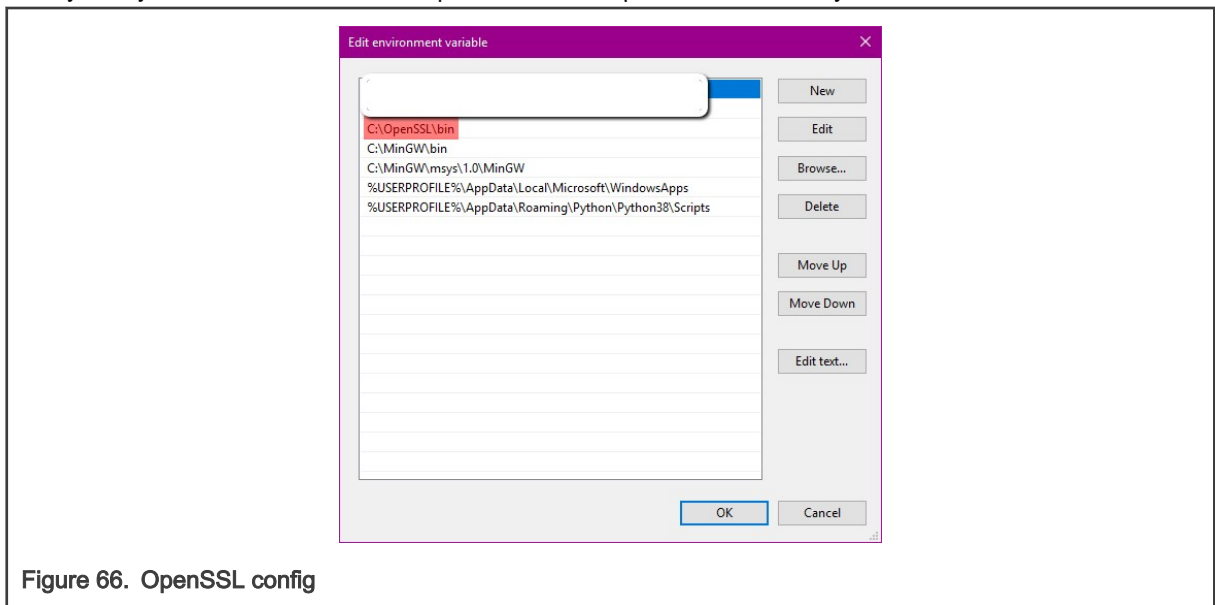 Edit environment variable
New
C:\OpenSSL\bin
Edit
C:\MinGW\bin
C:\MinGW\msys\1.0\MinGW
Browse...
%USERPROFILE%\AppData\Local\Microsoft\WindowsApps
%USERPROFILE%\AppData\Roaming\Python\Python38\Scripts
Delete
Move Up
Move Down
Edit text...
OK
Cancel
Figure 66. OpenSSL config